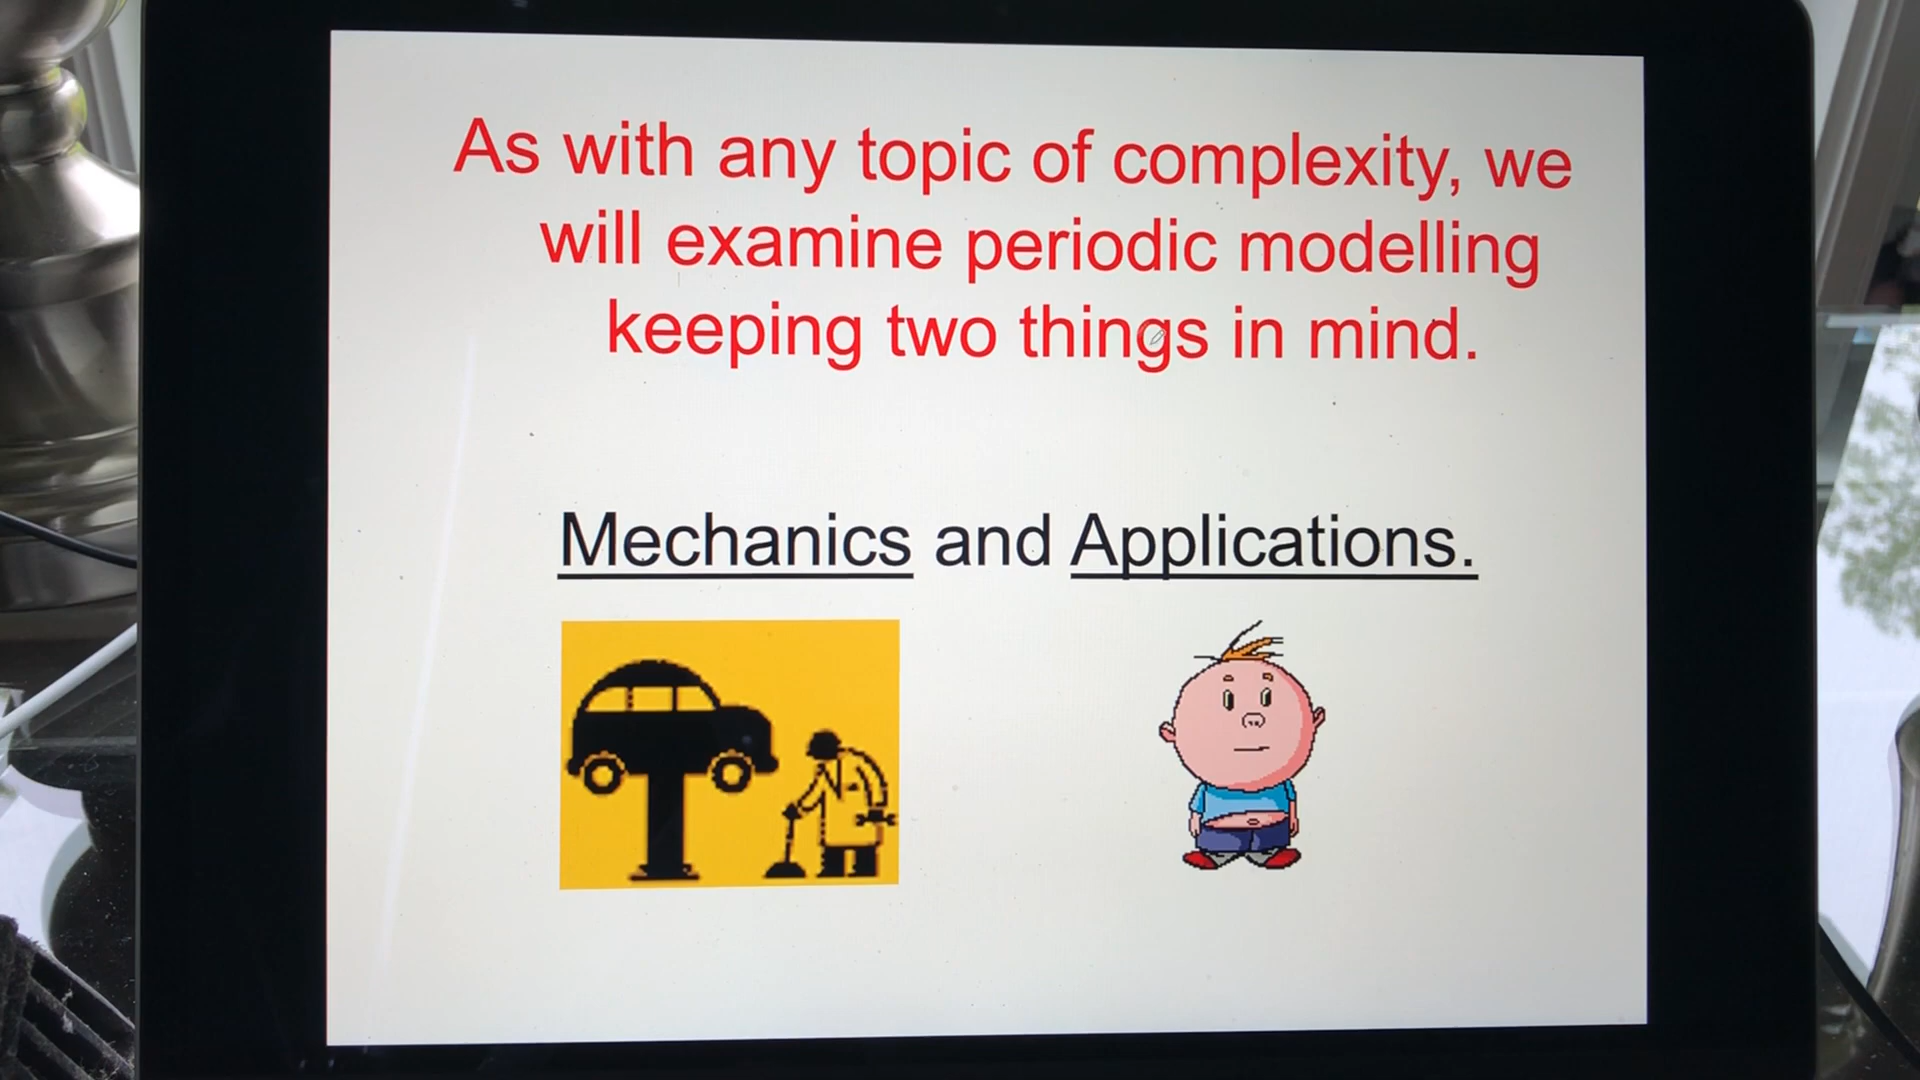 As with any topic of complexity, we
will examine periodic modelling
keeping two things in mind.
Mechanics and Applications.